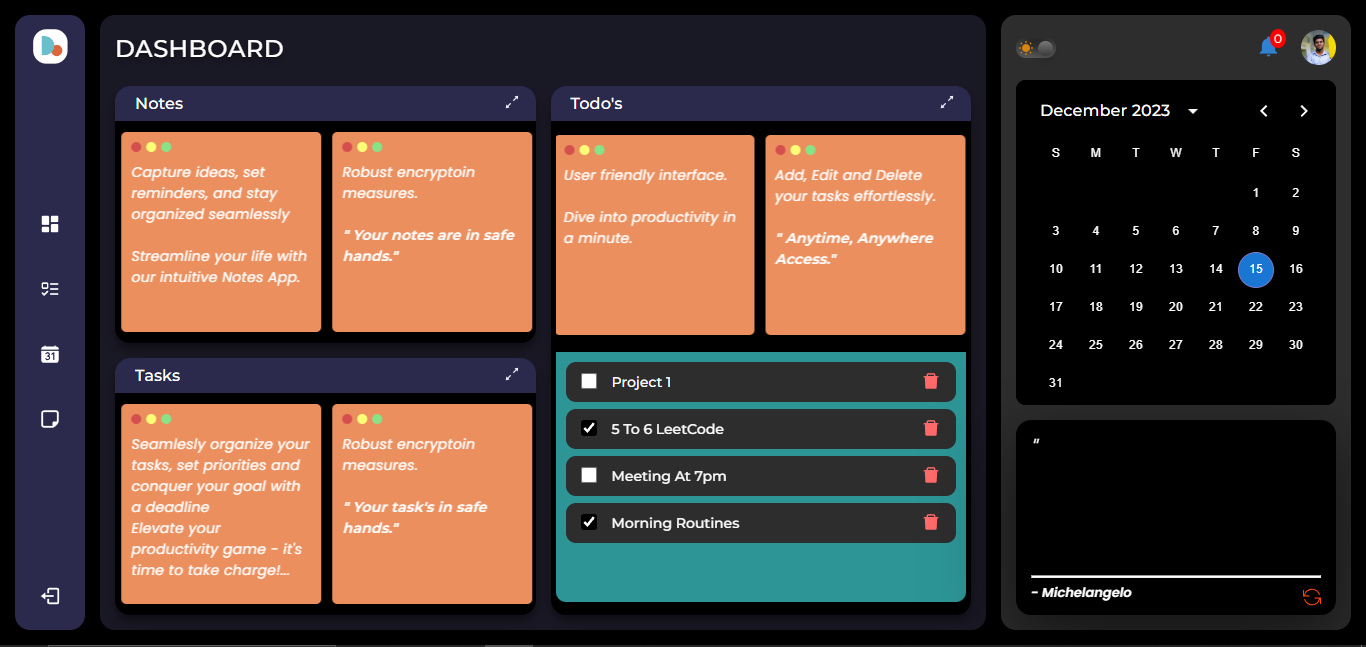 DASHBOARD
Notes
Capture ideas, set
reminders, and stay
organized seamlessly
Streamline your life with
our intuitive Notes App.
Robust encryptoin
measures.
" Your notes are in safe
hands."
Tasks
Seamlesly organize your
tasks, set priorities and
conquer your goal with
a deadline
Elevate your
productivity game - it's
time to take charge!...
Robust encryptoin
measures.
" Your task's in safe
hands."
Todo's
User friendly interface.
Dive into productivity in
a minute.
Add, Edit and Delete
your tasks effortlessly.
" Anytime, Anywhere
Access."
Project 1
5 To 6 LeetCode
Meeting At 7pm
Morning Routines
31
0
December 2023
S M T W T F S
1 2
3 4 5 6 7 8 9
10 11 12 13 14 15 16
17 18 19 20 21 22 23
24 25 26 27 28 29 30
31
"
- Michelangelo